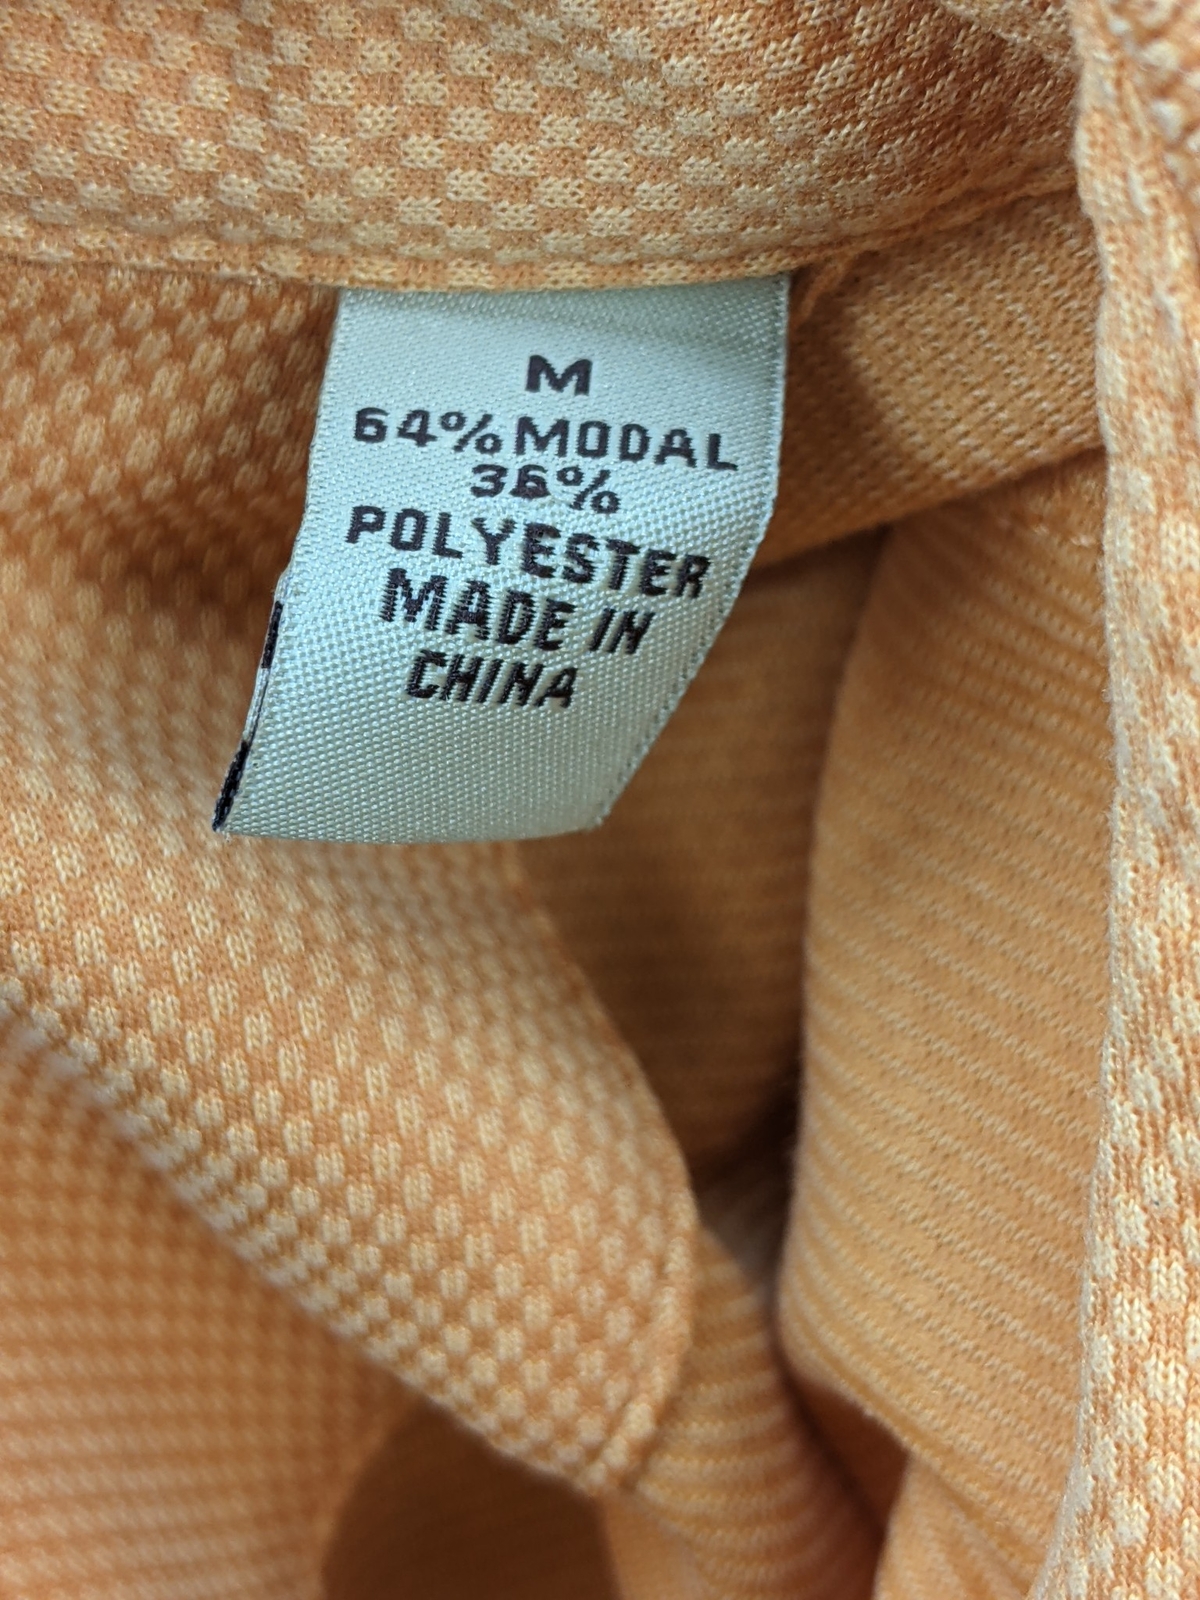 M
64% MODAL
36%
POLYESTER
MADE IN
CHINA